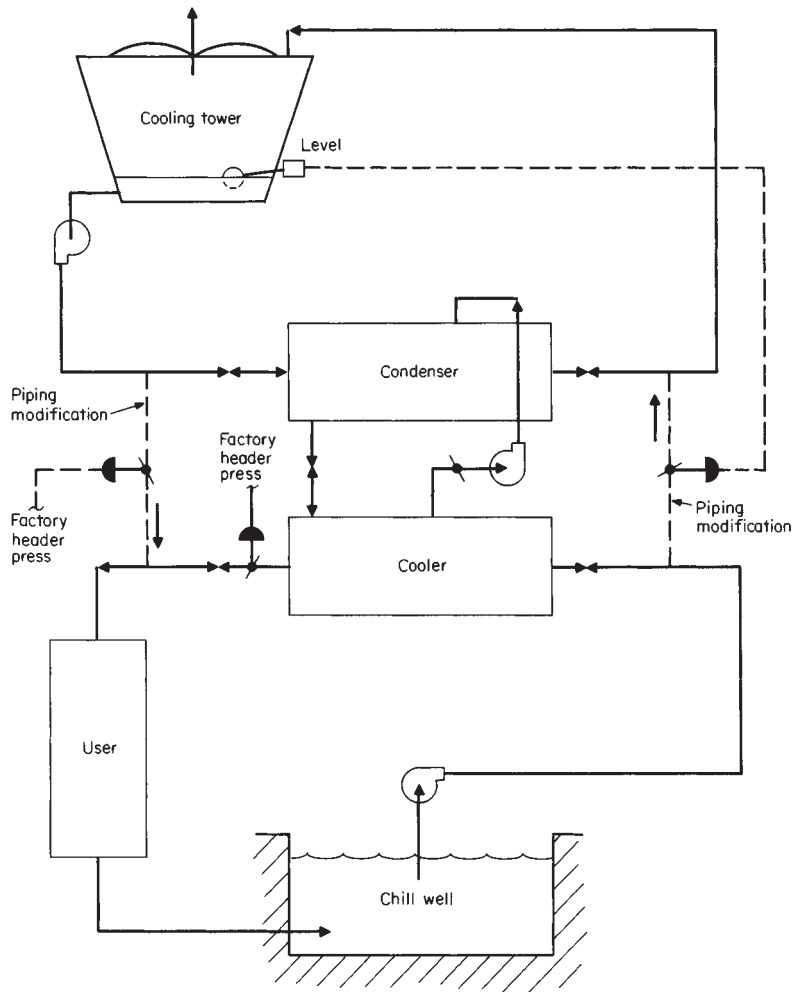 Cooling tower
Level
Condenser
Piping
modification
Factory
header
press
Factory
header
press
Piping
modification
Cooler
User
Chill well